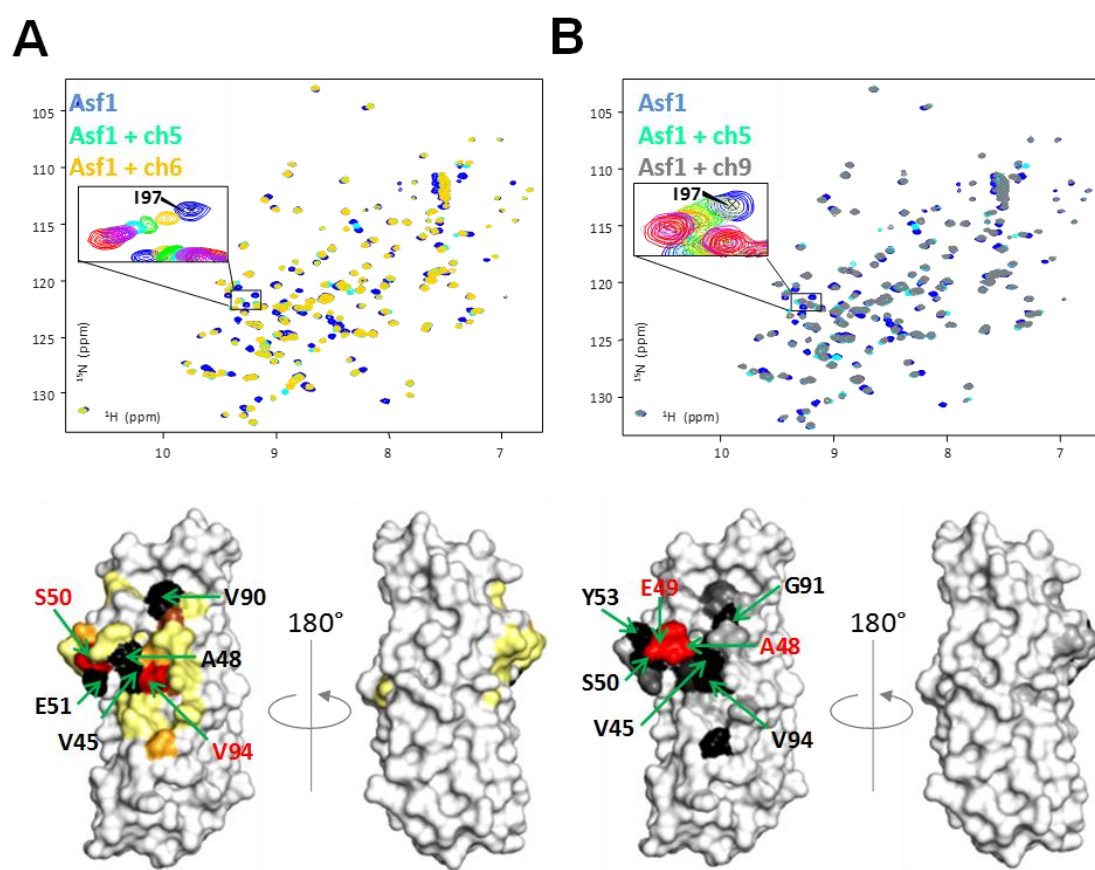 A
B
Asf1
Asf1 + ch5
Asf1 + ch6
I97
105
110
115
120
125
130
¹⁵N (ppm)
¹H (ppm)
10
9
8
7
Asf1
Asf1 + ch5
Asf1 + ch9
I97
105
110
115
120
125
130
¹⁵N (ppm)
¹H (ppm)
10
9
8
7
S50
V90
A48
E51
V45
V94
180°
Y53
E49
G91
A48
S50
V45
V94
180°